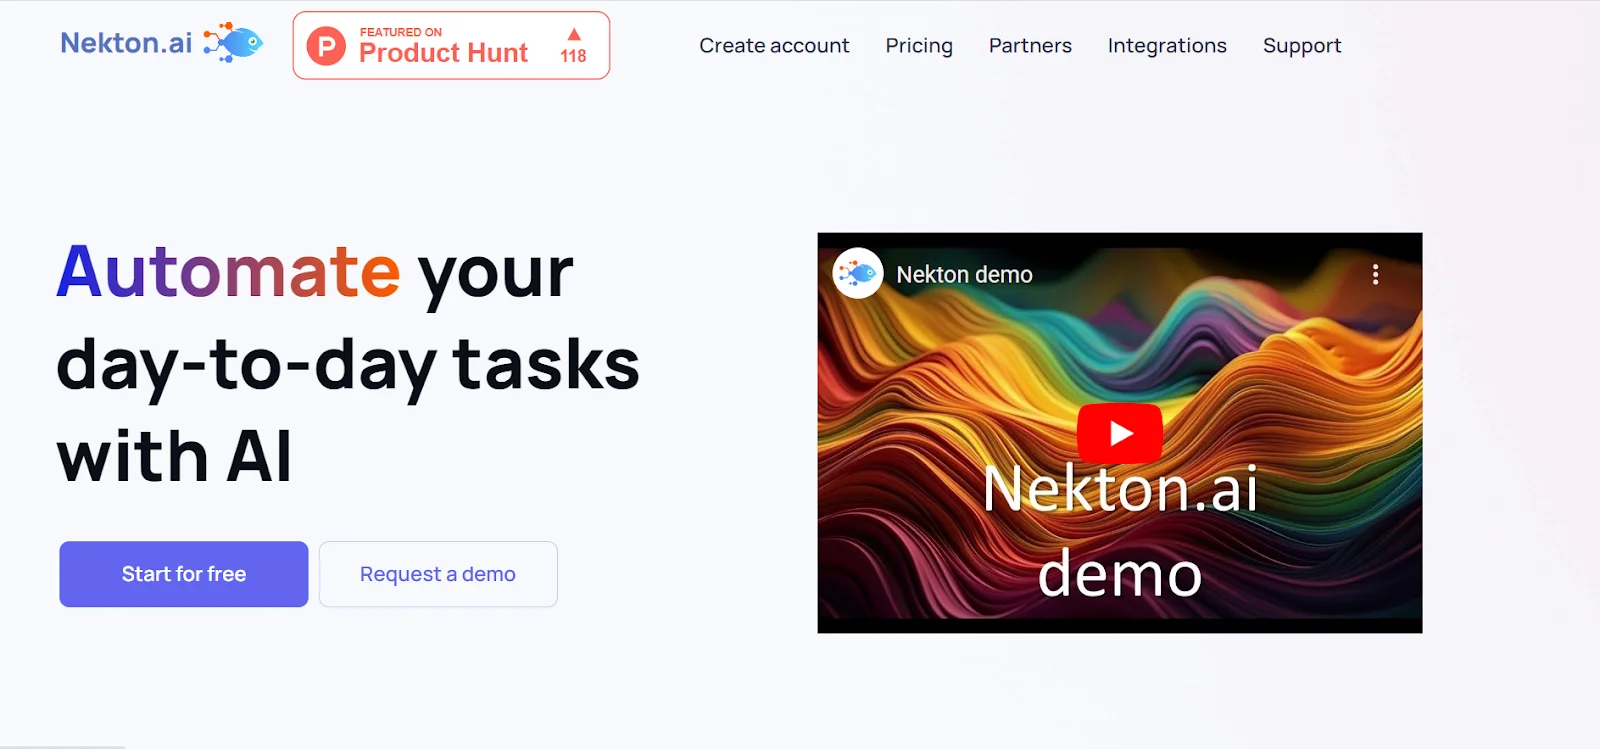 Nekton.ai
P
FEATURED ON
Product Hunt
118
Create account
Pricing
Partners
Integrations
Support
Automate your
day-to-day tasks
with AI
Start for free
Request a demo
Nekton demo
Nekton.ai
demo